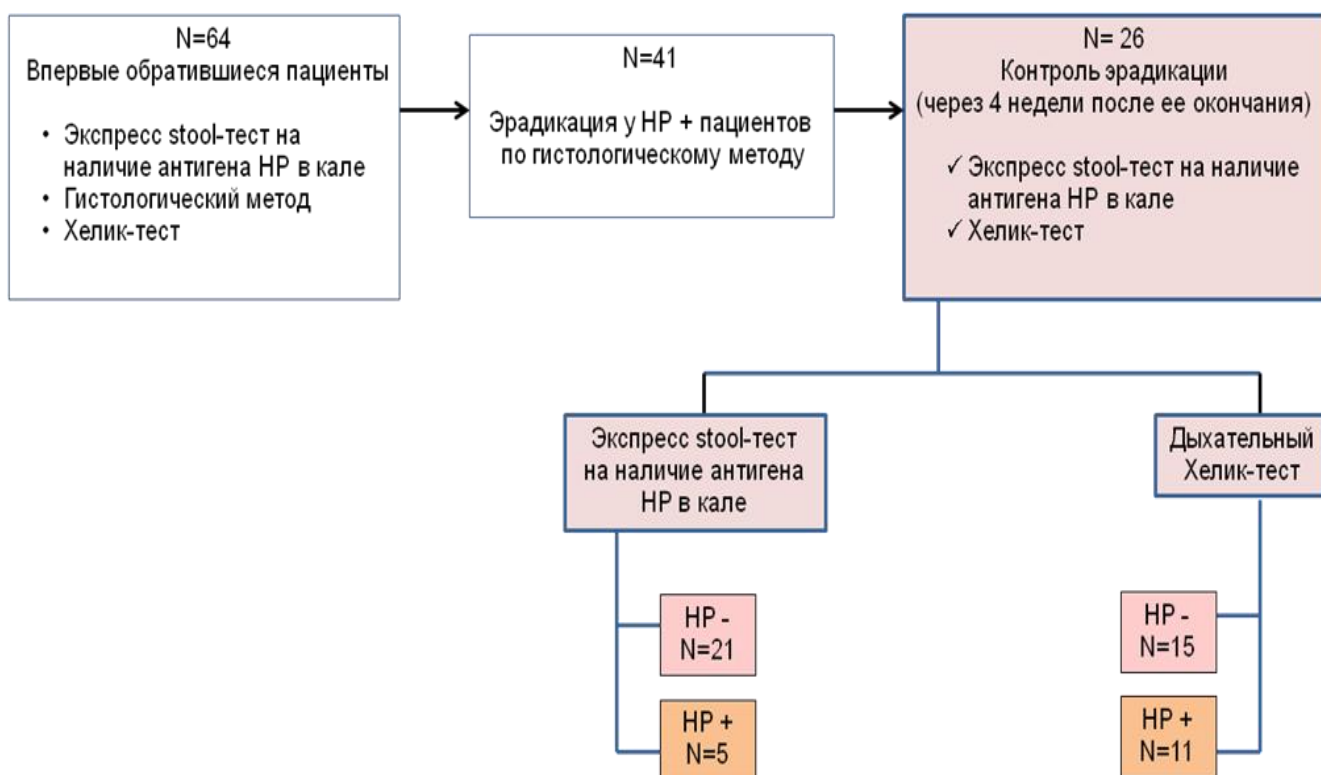 N=64
Впервые обратившиеся пациенты
• Экспресс stool-тест на
наличие антигена HP в кале
• Гистологический метод
• Хелик-тест
N=41
Эрадикация у HP + пациентов
по гистологическому методу
N= 26
Контроль эрадикации
(через 4 недели после ее окончания)
✓ Экспресс stool-тест на наличие
антигена HP в кале
✓ Хелик-тест
Экспресс stool-тест
на наличие антигена
HP в кале
Дыхательный
Хелик-тест
HP -
N=21
HP +
N=5
HP -
N=15
HP +
N=11